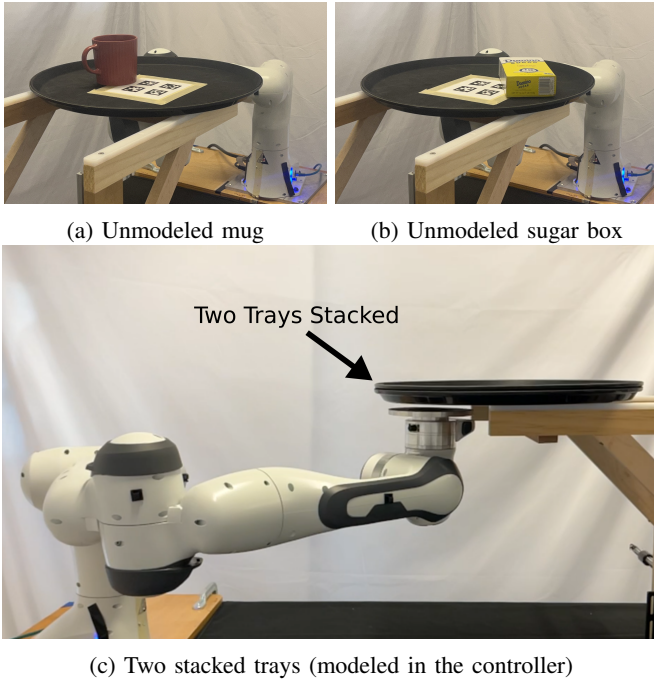 (a) Unmodeled mug
(b) Unmodeled sugar box
Two Trays Stacked
(c) Two stacked trays (modeled in the controller)